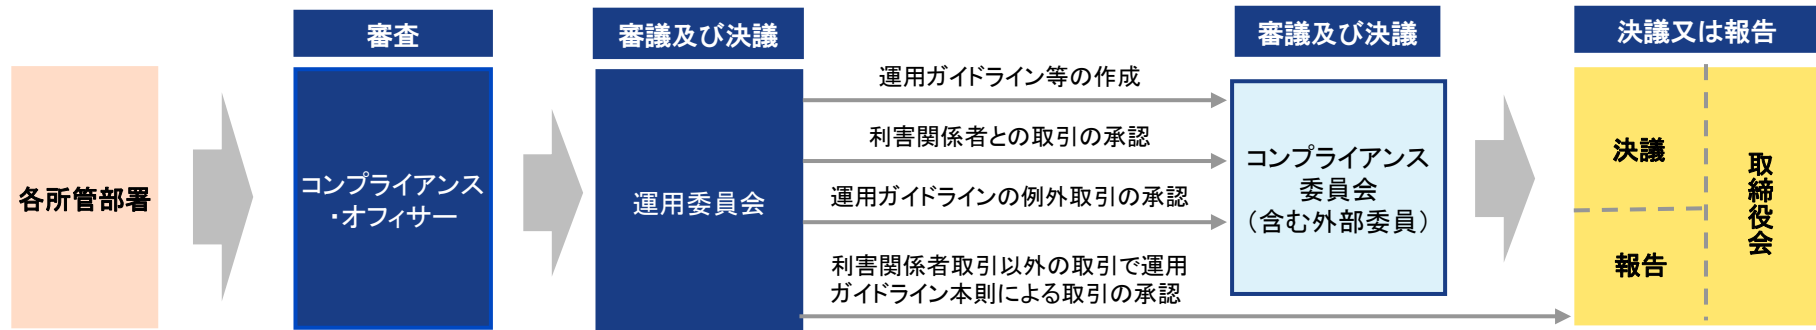 審査
審議及び決議
審議及び決議
決議又は報告
各所管部署
コンプライアンス
・オフィサー
運用委員会
運用ガイドライン等の作成
利害関係者との取引の承認
運用ガイドラインの例外取引の承認
利害関係者取引以外の取引で運用
ガイドライン本則による取引の承認
コンプライアンス
委員会
（含む外部委員）
決議
報告
取締役会